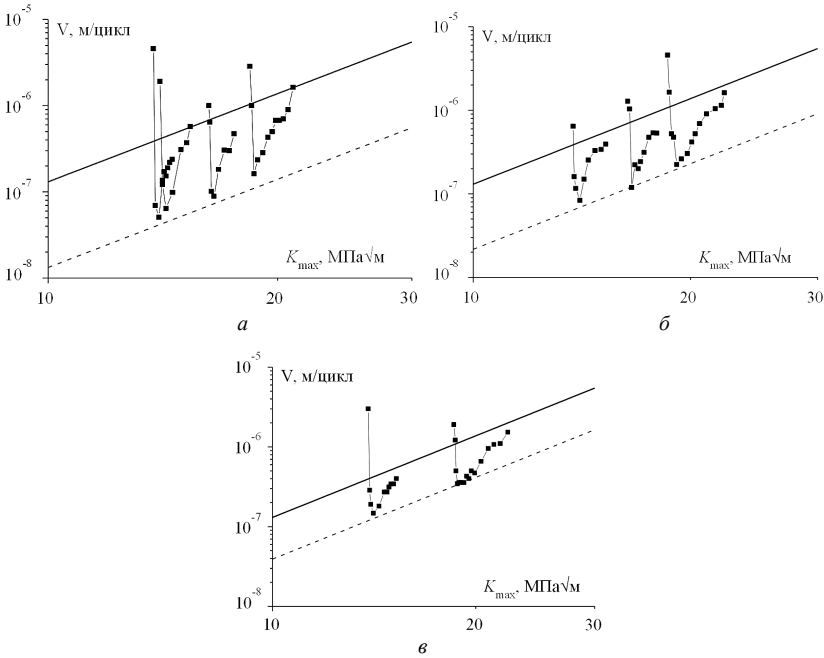 10⁻⁵
V, м/цикл
10⁻⁶
10⁻⁷
10⁻⁸
K_max, МПа√м
10 20 30
а
10⁻⁵
V, м/цикл
10⁻⁶
10⁻⁷
10⁻⁸
K_max, МПа√м
10 20 30
б
10⁻⁵
V, м/цикл
10⁻⁶
10⁻⁷
10⁻⁸
K_max, МПа√м
10 20 30
в